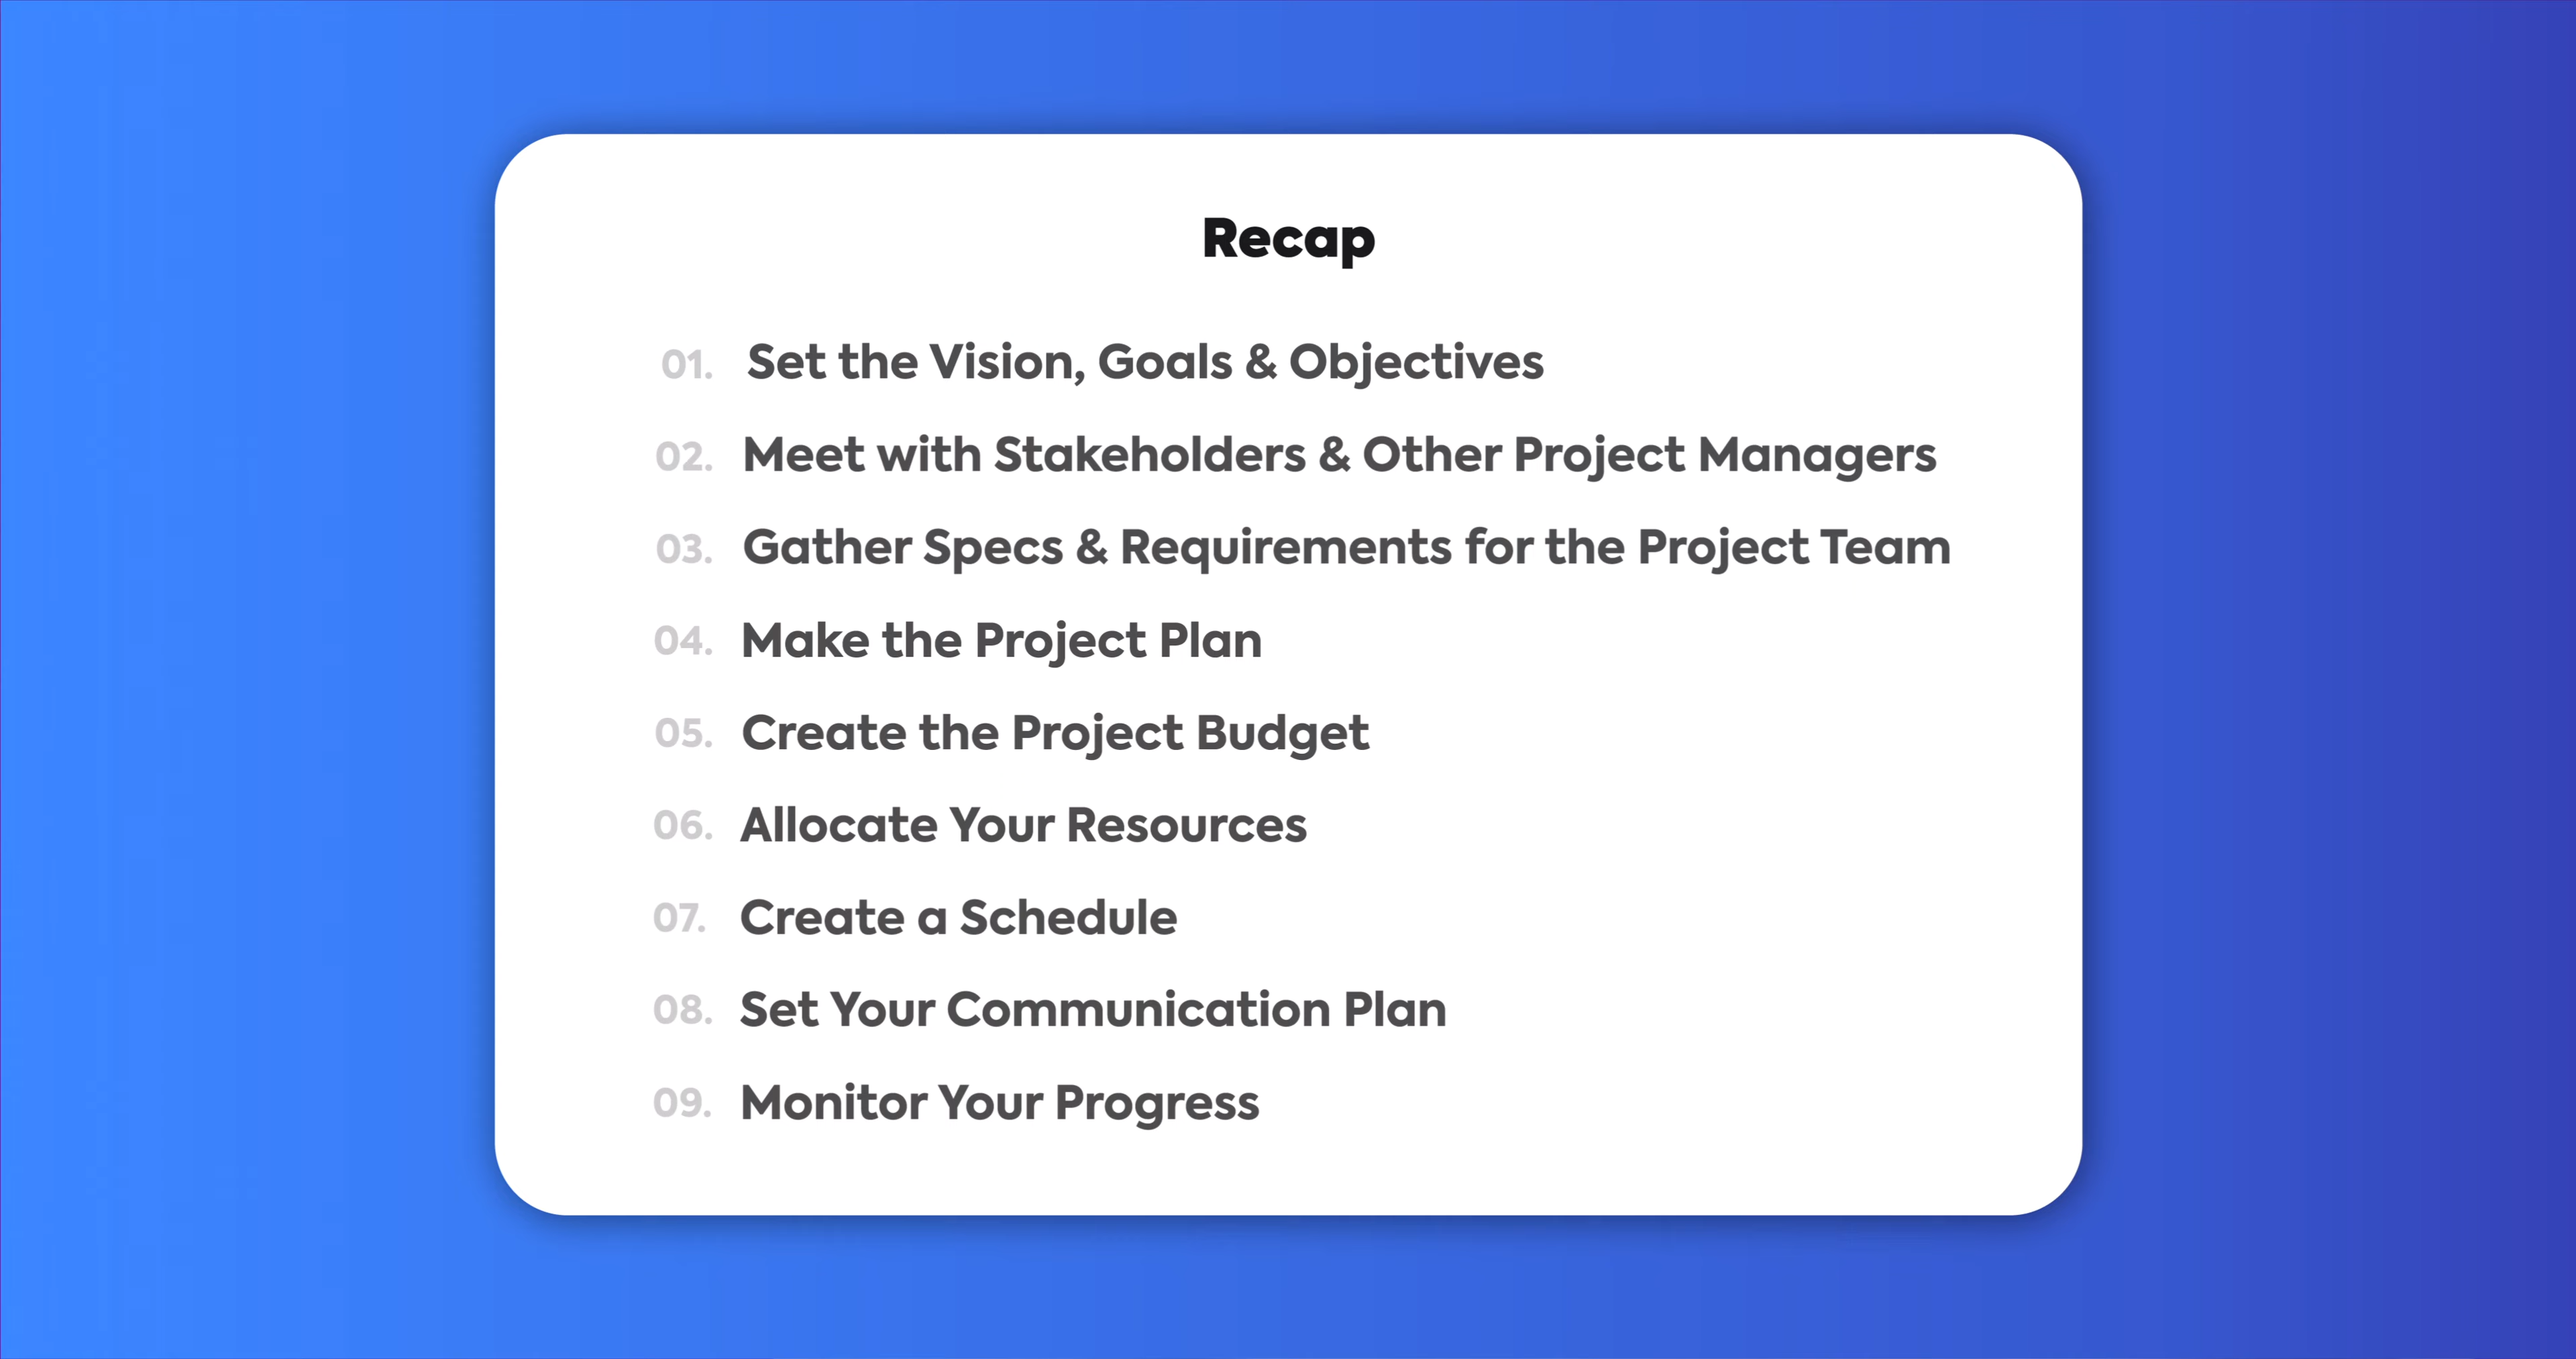 Recap
01. Set the Vision, Goals & Objectives
02. Meet with Stakeholders & Other Project Managers
03. Gather Specs & Requirements for the Project Team
04. Make the Project Plan
05. Create the Project Budget
06. Allocate Your Resources
07. Create a Schedule
08. Set Your Communication Plan
09. Monitor Your Progress